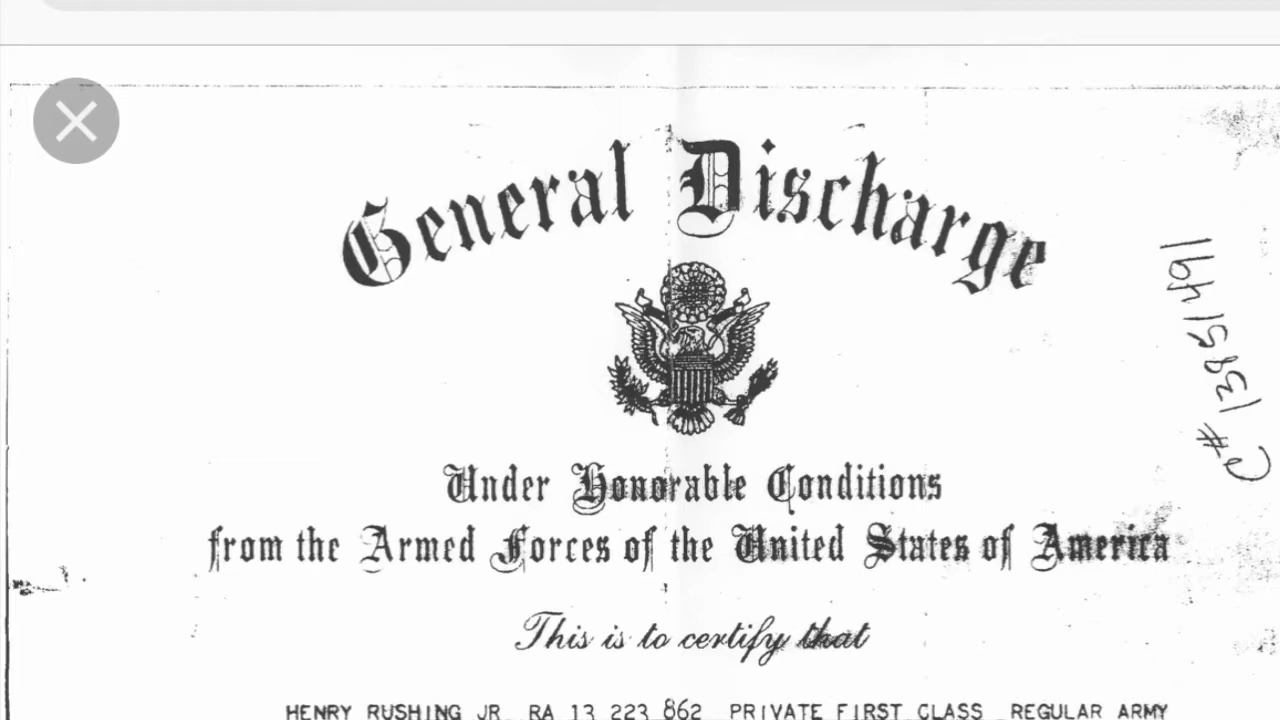 General Discharge
Under Honorable Conditions
from the Armed Forces of the United States of America
This is to certify that
HENRY RUSHING JR RA 13 223 862 PRIVATE FIRST CLASS REGULAR ARMY
C# 13851491